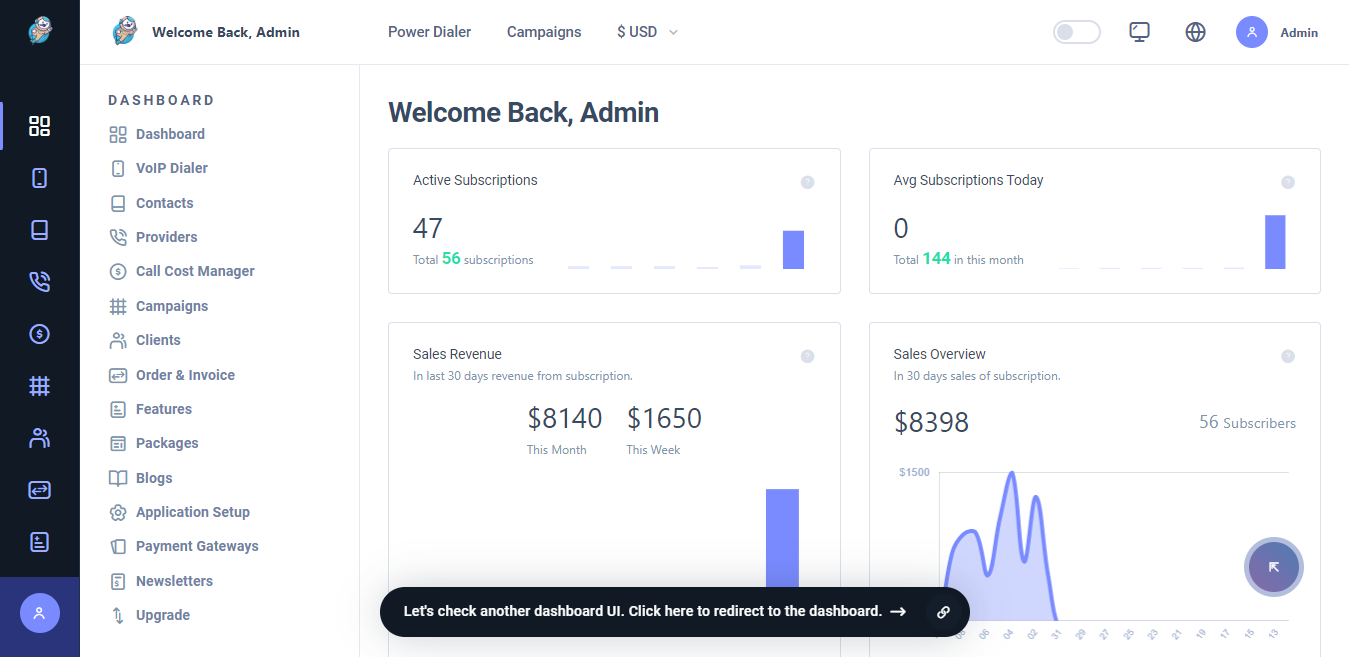 Welcome Back, Admin
Power Dialer
Campaigns
$ USD
Admin
DASHBOARD
Dashboard
VoIP Dialer
Contacts
Providers
Call Cost Manager
Campaigns
Clients
Order & Invoice
Features
Packages
Blogs
Application Setup
Payment Gateways
Newsletters
Upgrade
Welcome Back, Admin
Active Subscriptions
?
47
Total 56 subscriptions
Avg Subscriptions Today
?
0
Total 144 in this month
Sales Revenue
?
In last 30 days revenue from subscription.
$8140 $1650
This Month This Week
Sales Overview
?
In 30 days sales of subscription.
$8398
56 Subscribers
$1500
06 04 02 31 29 27 25 23 21 19 17 15 13
Let's check another dashboard UI. Click here to redirect to the dashboard. →